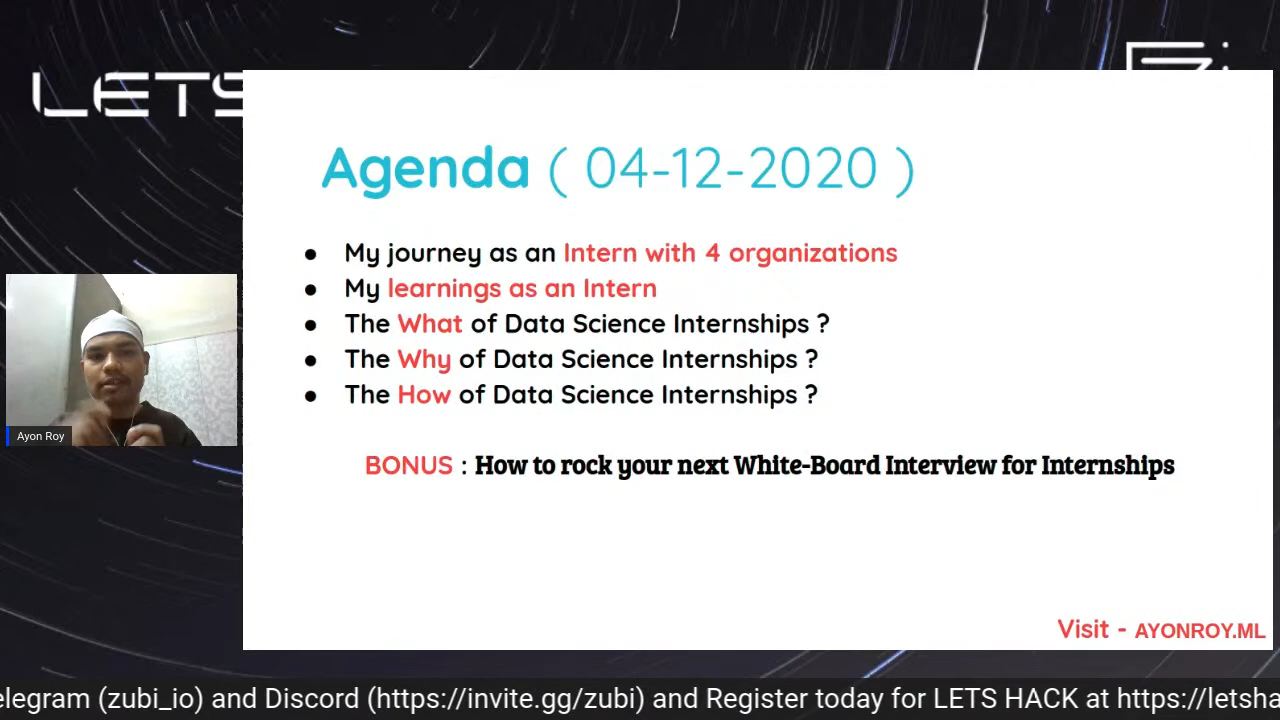 LETS
Agenda ( 04-12-2020 )
● My journey as an Intern with 4 organizations
● My learnings as an Intern
● The What of Data Science Internships ?
● The Why of Data Science Internships ?
● The How of Data Science Internships ?
BONUS : How to rock your next White-Board Interview for Internships
Ayon Roy
Visit - AYONROY.ML
elegram (zubi_io) and Discord (https://invite.gg/zubi) and Register today for LETS HACK at https://letsha